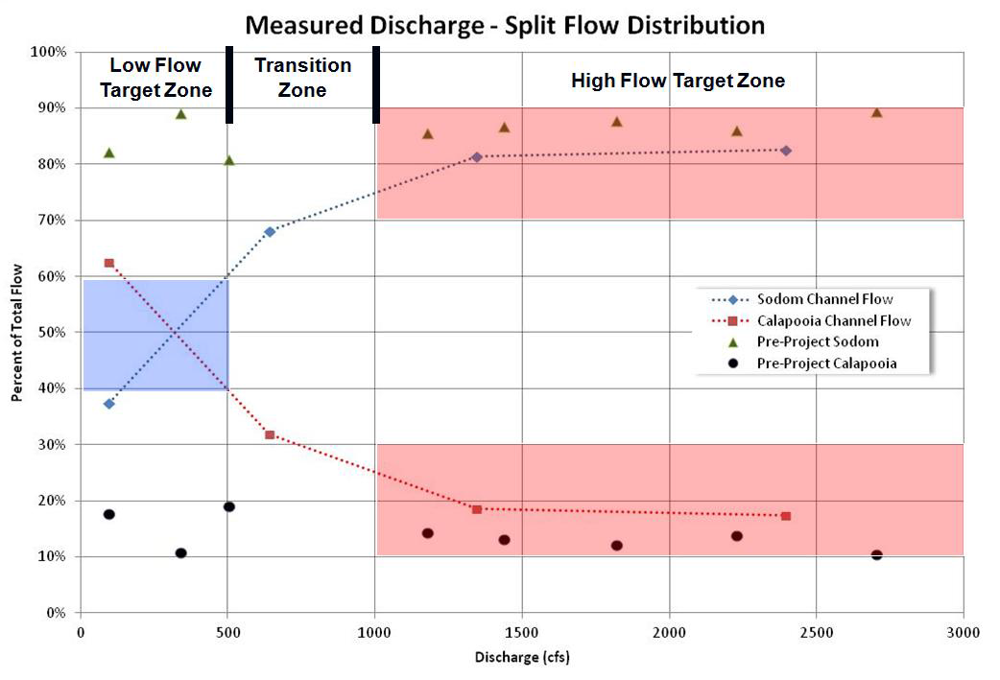 Measured Discharge - Split Flow Distribution
100%
90%
80%
70%
60%
50%
40%
30%
20%
10%
0%
Percent of Total Flow
Low Flow
Target Zone
Transition
Zone
High Flow Target Zone
Sodom Channel Flow
Calapooia Channel Flow
Pre-Project Sodom
Pre-Project Calapooia
0 500 1000 1500 2000 2500 3000
Discharge (cfs)